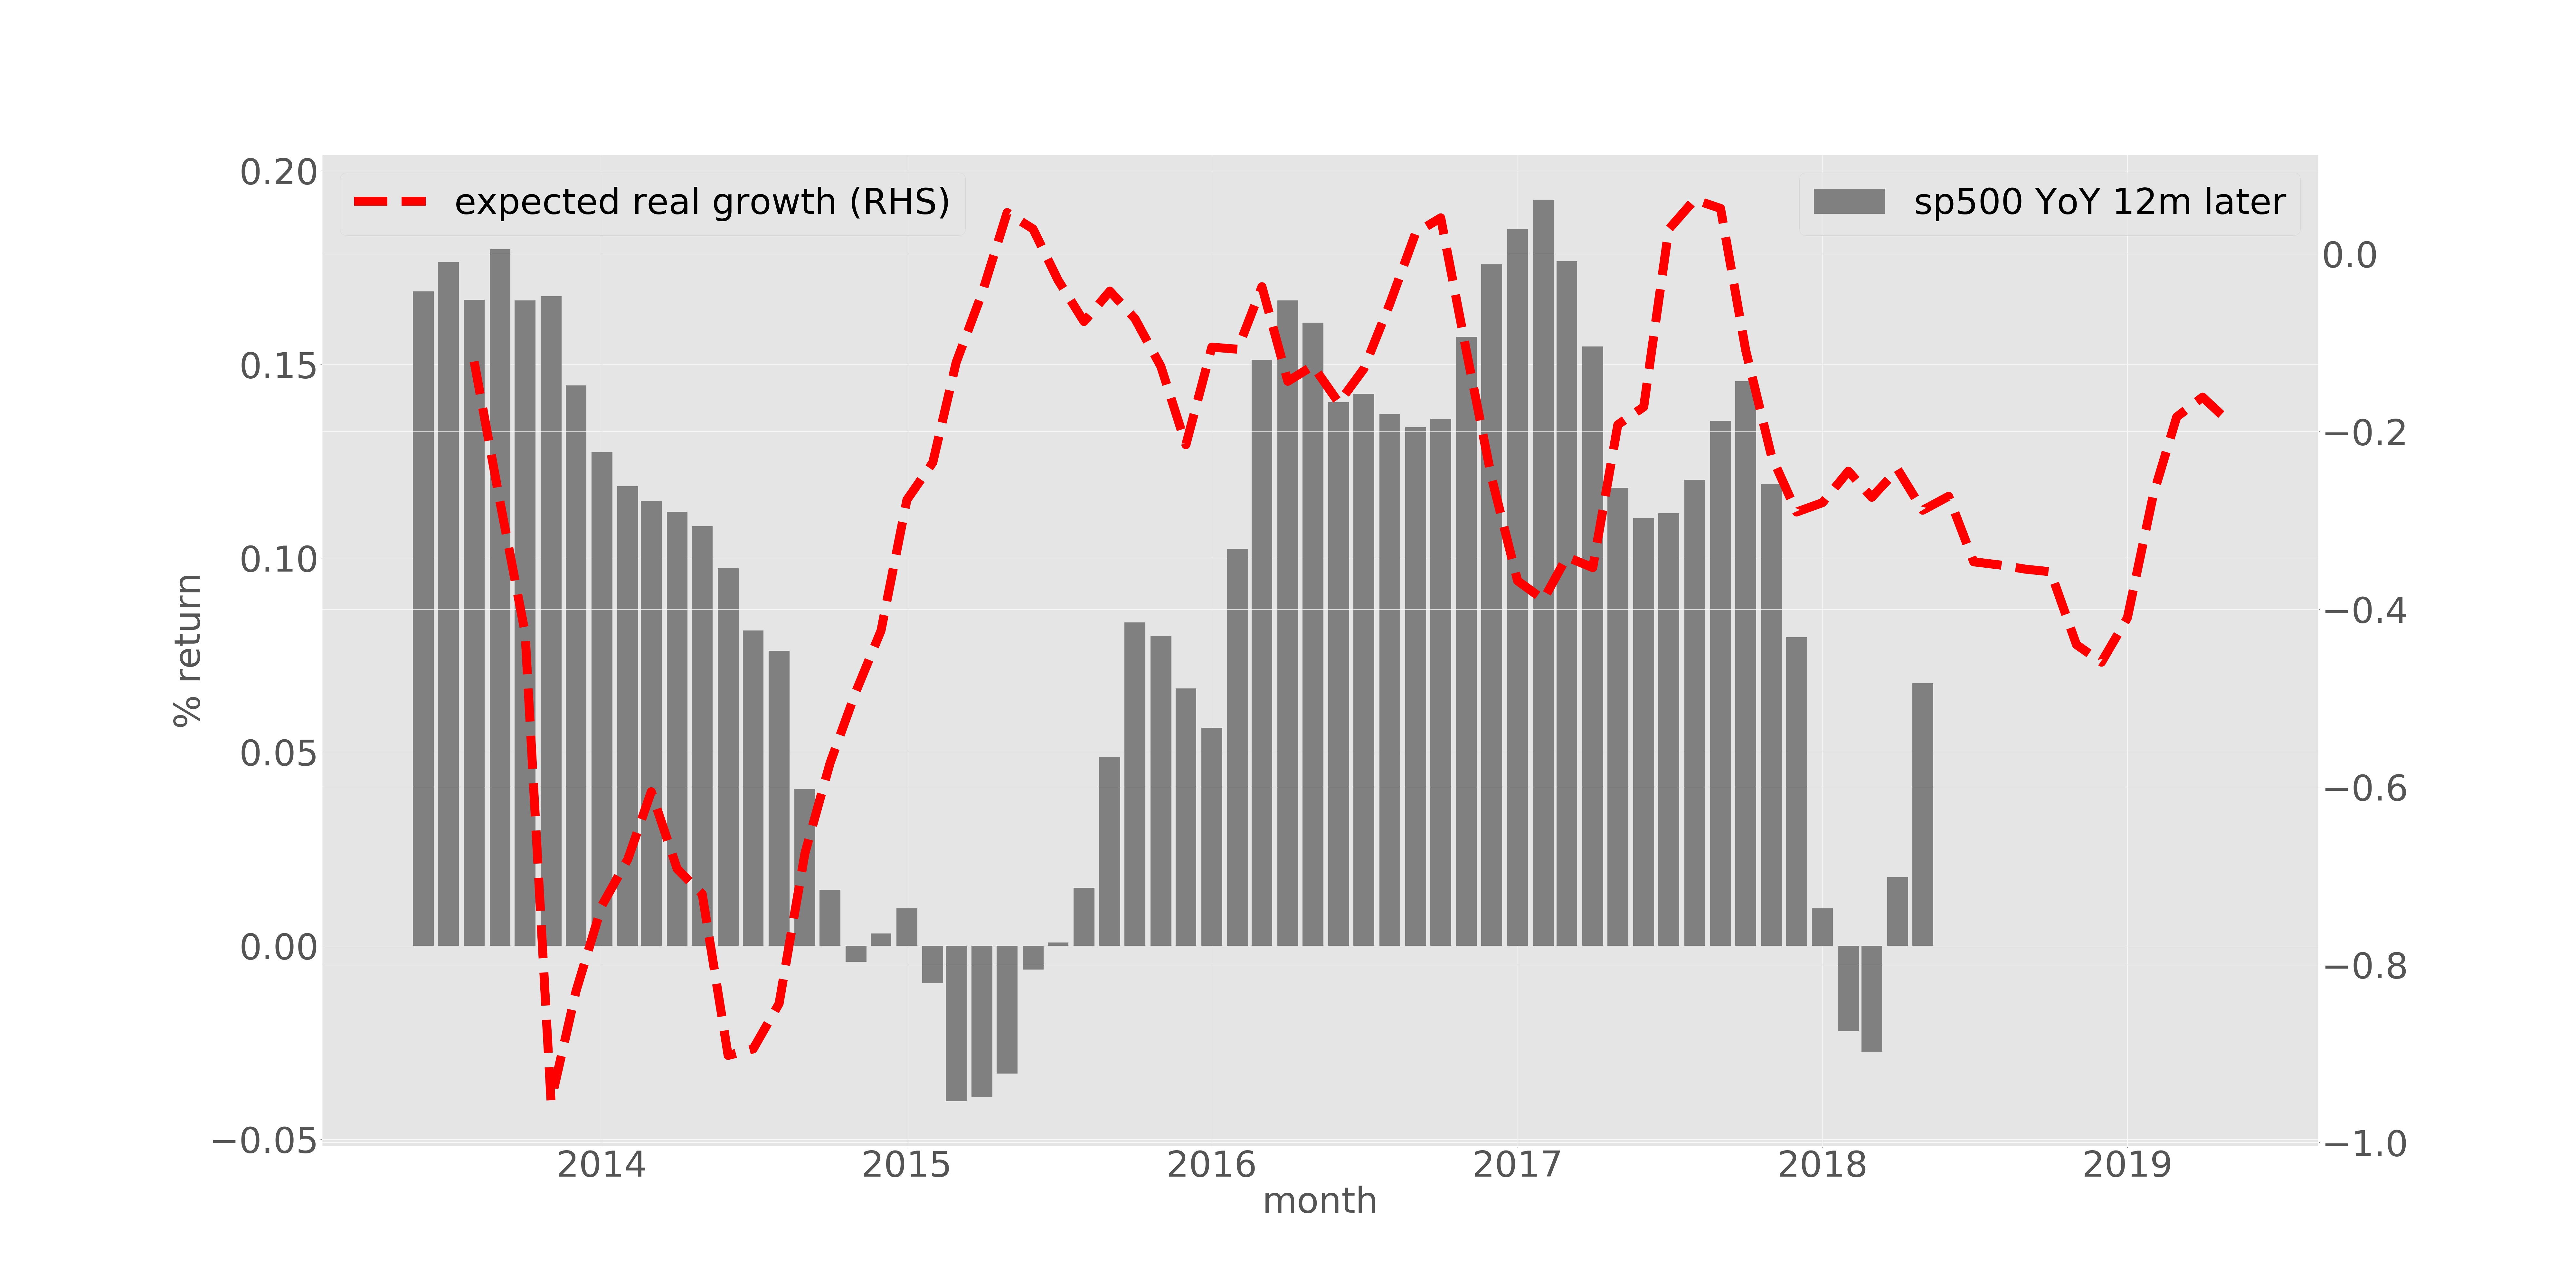 expected real growth (RHS)
sp500 YoY 12m later
0.20
0.15
0.10
0.05
0.00
−0.05
% return
0.0
−0.2
−0.4
−0.6
−0.8
−1.0
2014 2015 2016 2017 2018 2019
month